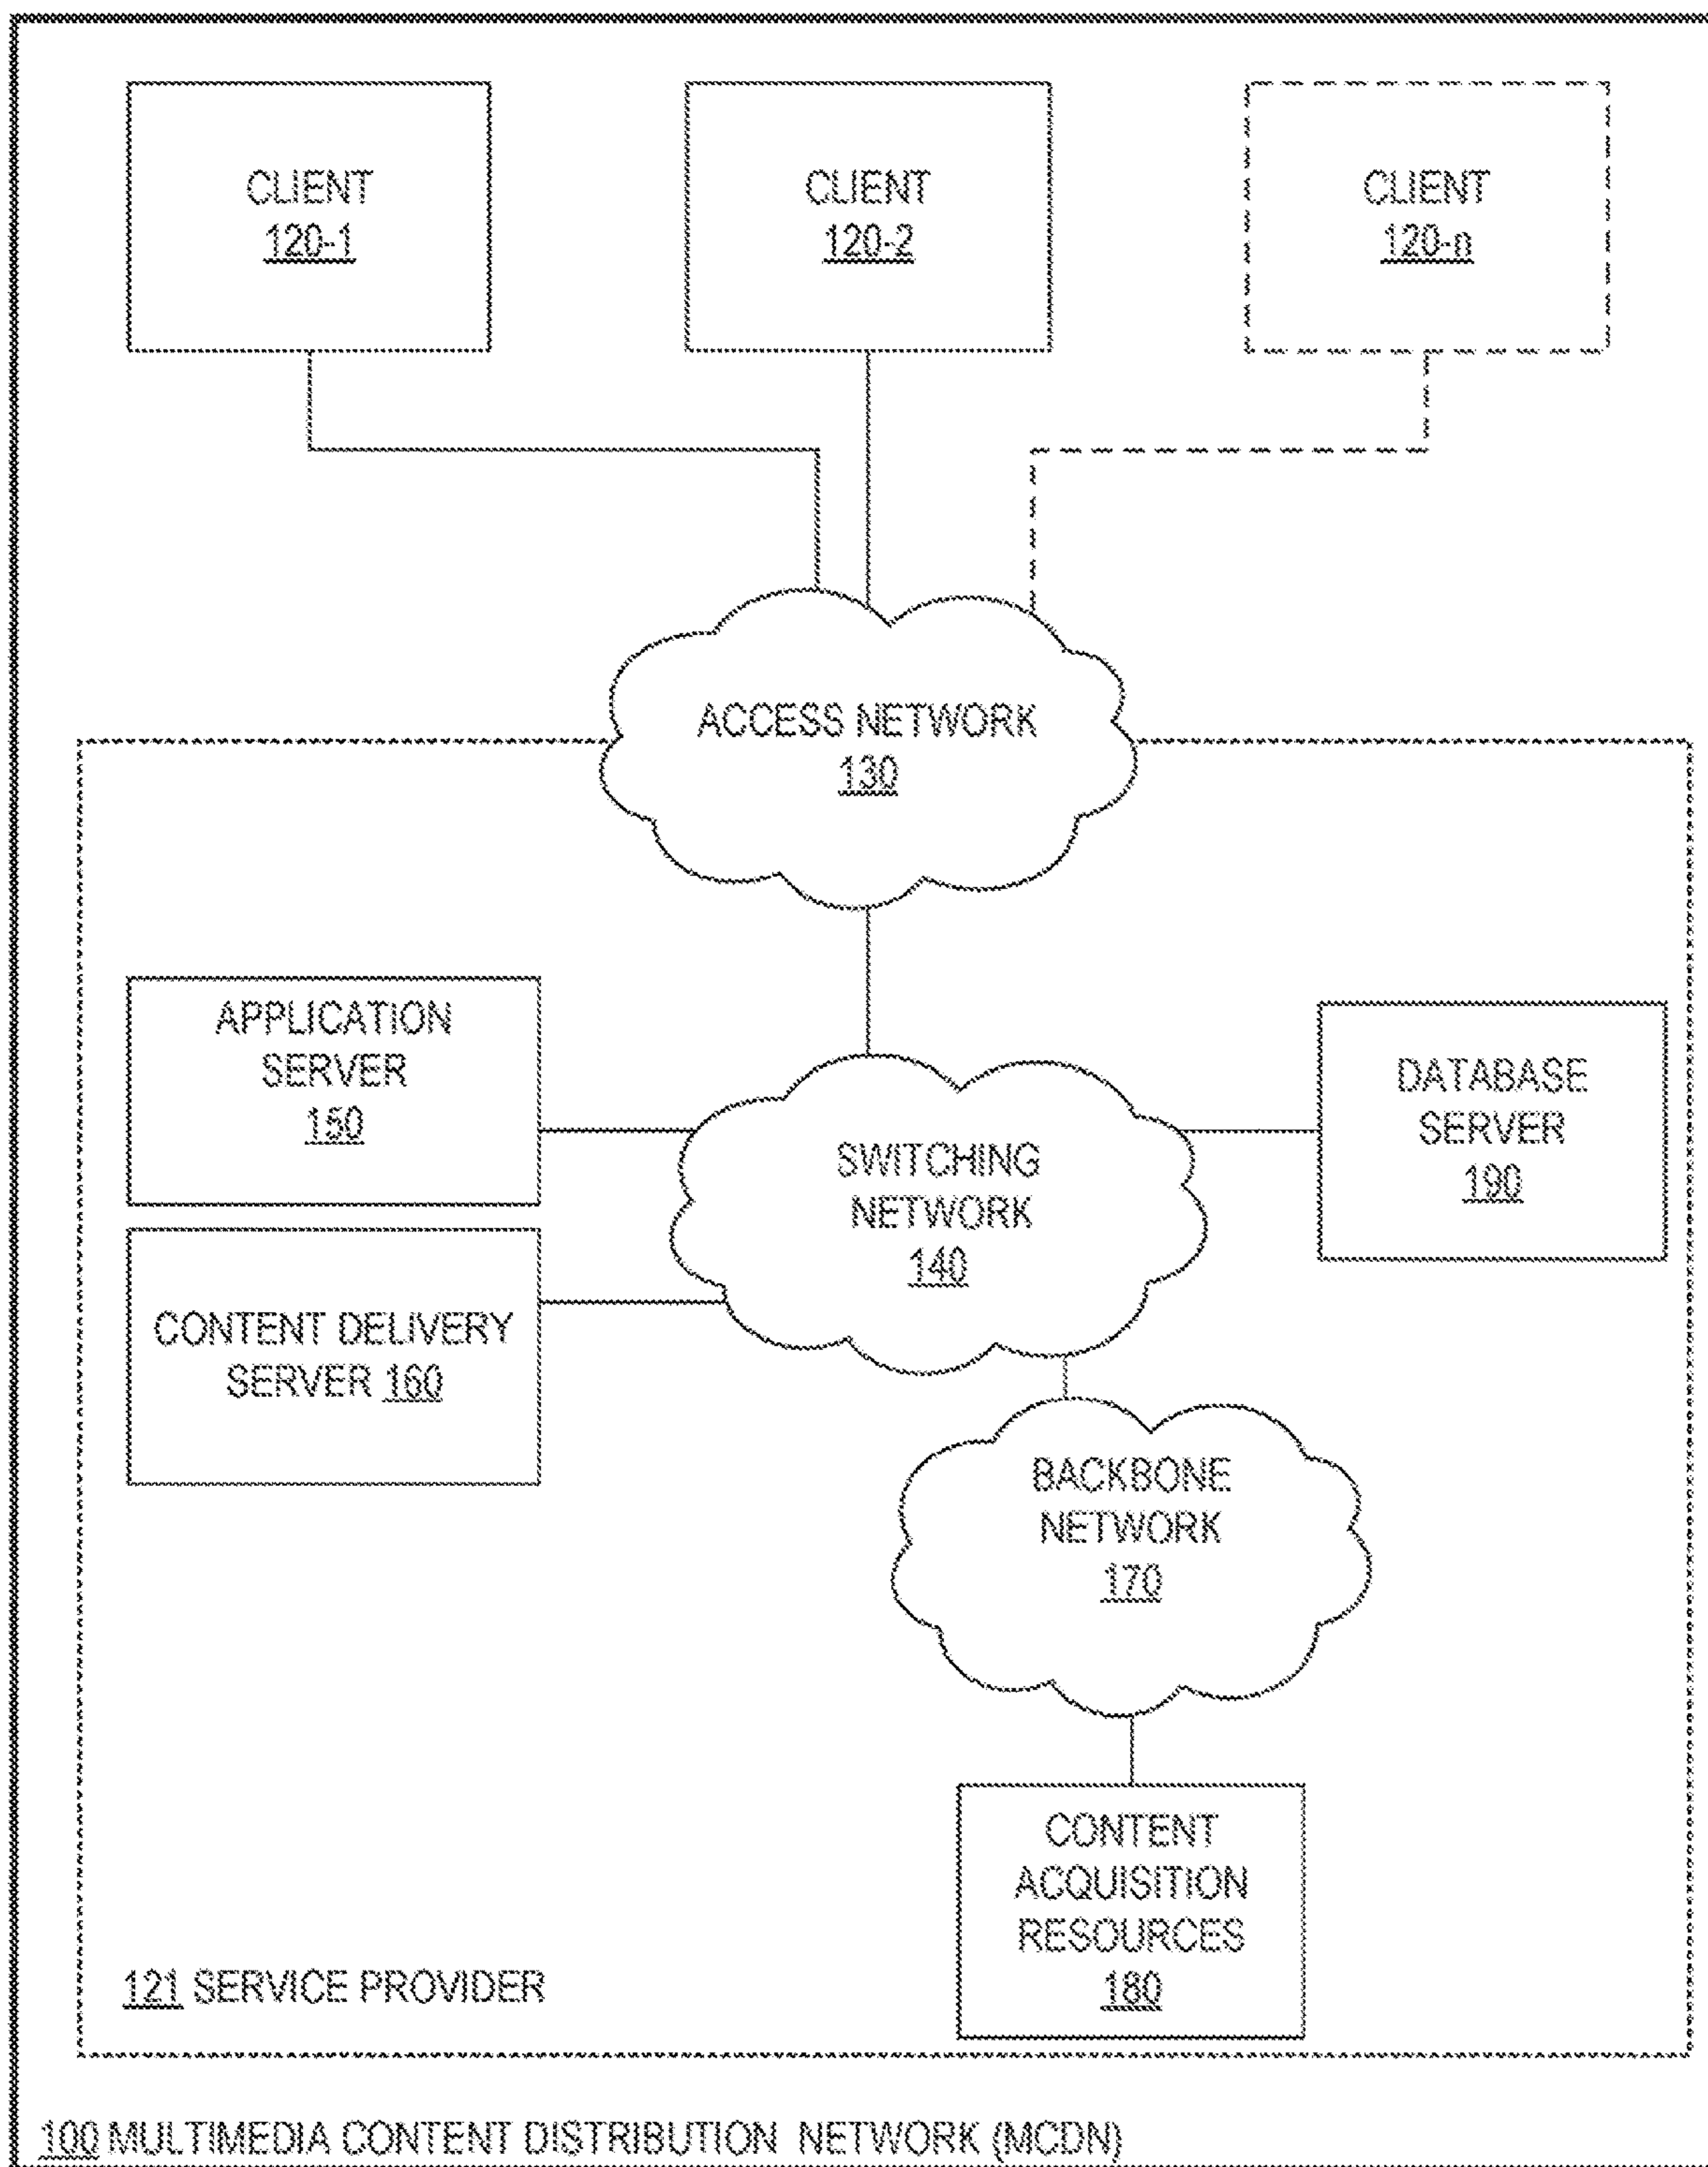 CLIENT
120-1
CLIENT
120-2
CLIENT
120-n
ACCESS NETWORK
130
APPLICATION
SERVER
150
DATABASE
SERVER
190
SWITCHING
NETWORK
140
CONTENT DELIVERY
SERVER 160
BACKBONE
NETWORK
170
CONTENT
ACQUISITION
RESOURCES
180
121 SERVICE PROVIDER
100 MULTIMEDIA CONTENT DISTRIBUTION NETWORK (MCDN)